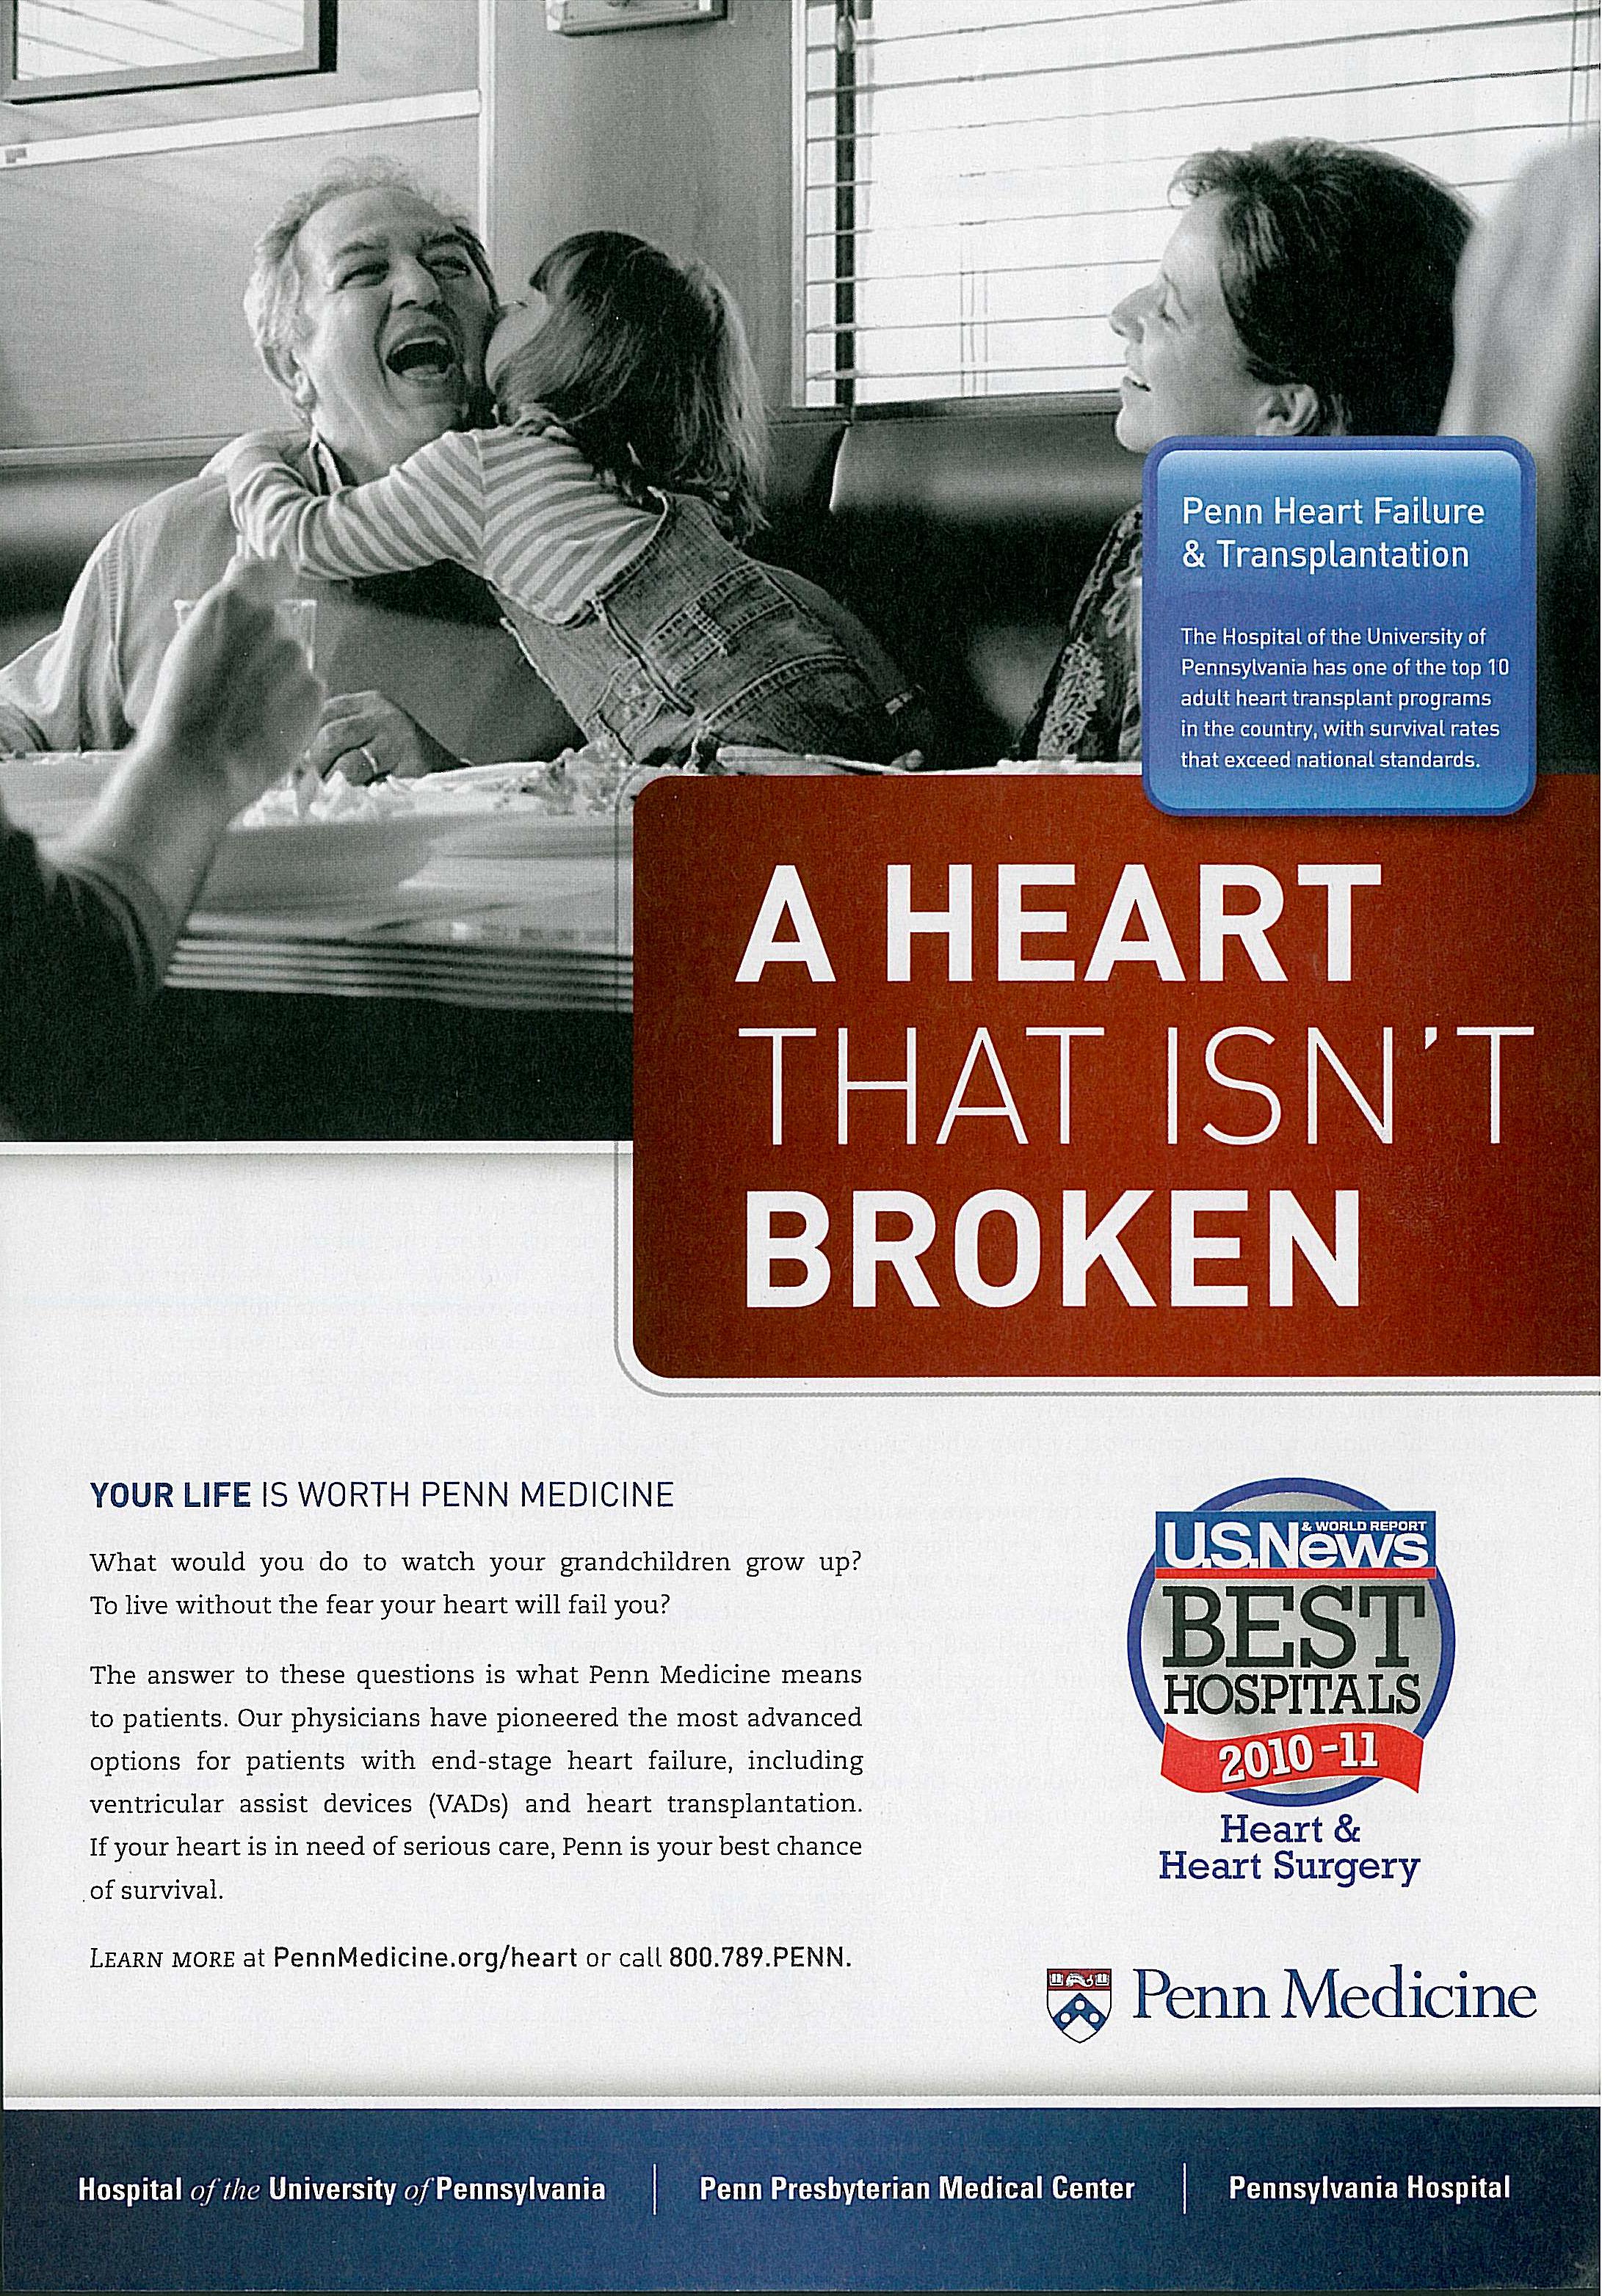 Penn Heart Failure
& Transplantation
The Hospital of the University of
Pennsylvania has one of the top 10
adult heart transplant programs
in the country, with survival rates
that exceed national standards.
A HEART
THAT ISN'T
BROKEN
YOUR LIFE IS WORTH PENN MEDICINE
What would you do to watch your grandchildren grow up?
To live without the fear your heart will fail you?
The answer to these questions is what Penn Medicine means
to patients. Our physicians have pioneered the most advanced
options for patients with end-stage heart failure, including
ventricular assist devices (VADs) and heart transplantation.
If your heart is in need of serious care, Penn is your best chance
of survival.
LEARN MORE at PennMedicine.org/heart or call 800.789.PENN.
U.S.News & WORLD REPORT
BEST
HOSPITALS
2010-11
Heart &
Heart Surgery
Penn Medicine
Hospital of the University of Pennsylvania | Penn Presbyterian Medical Center | Pennsylvania Hospital